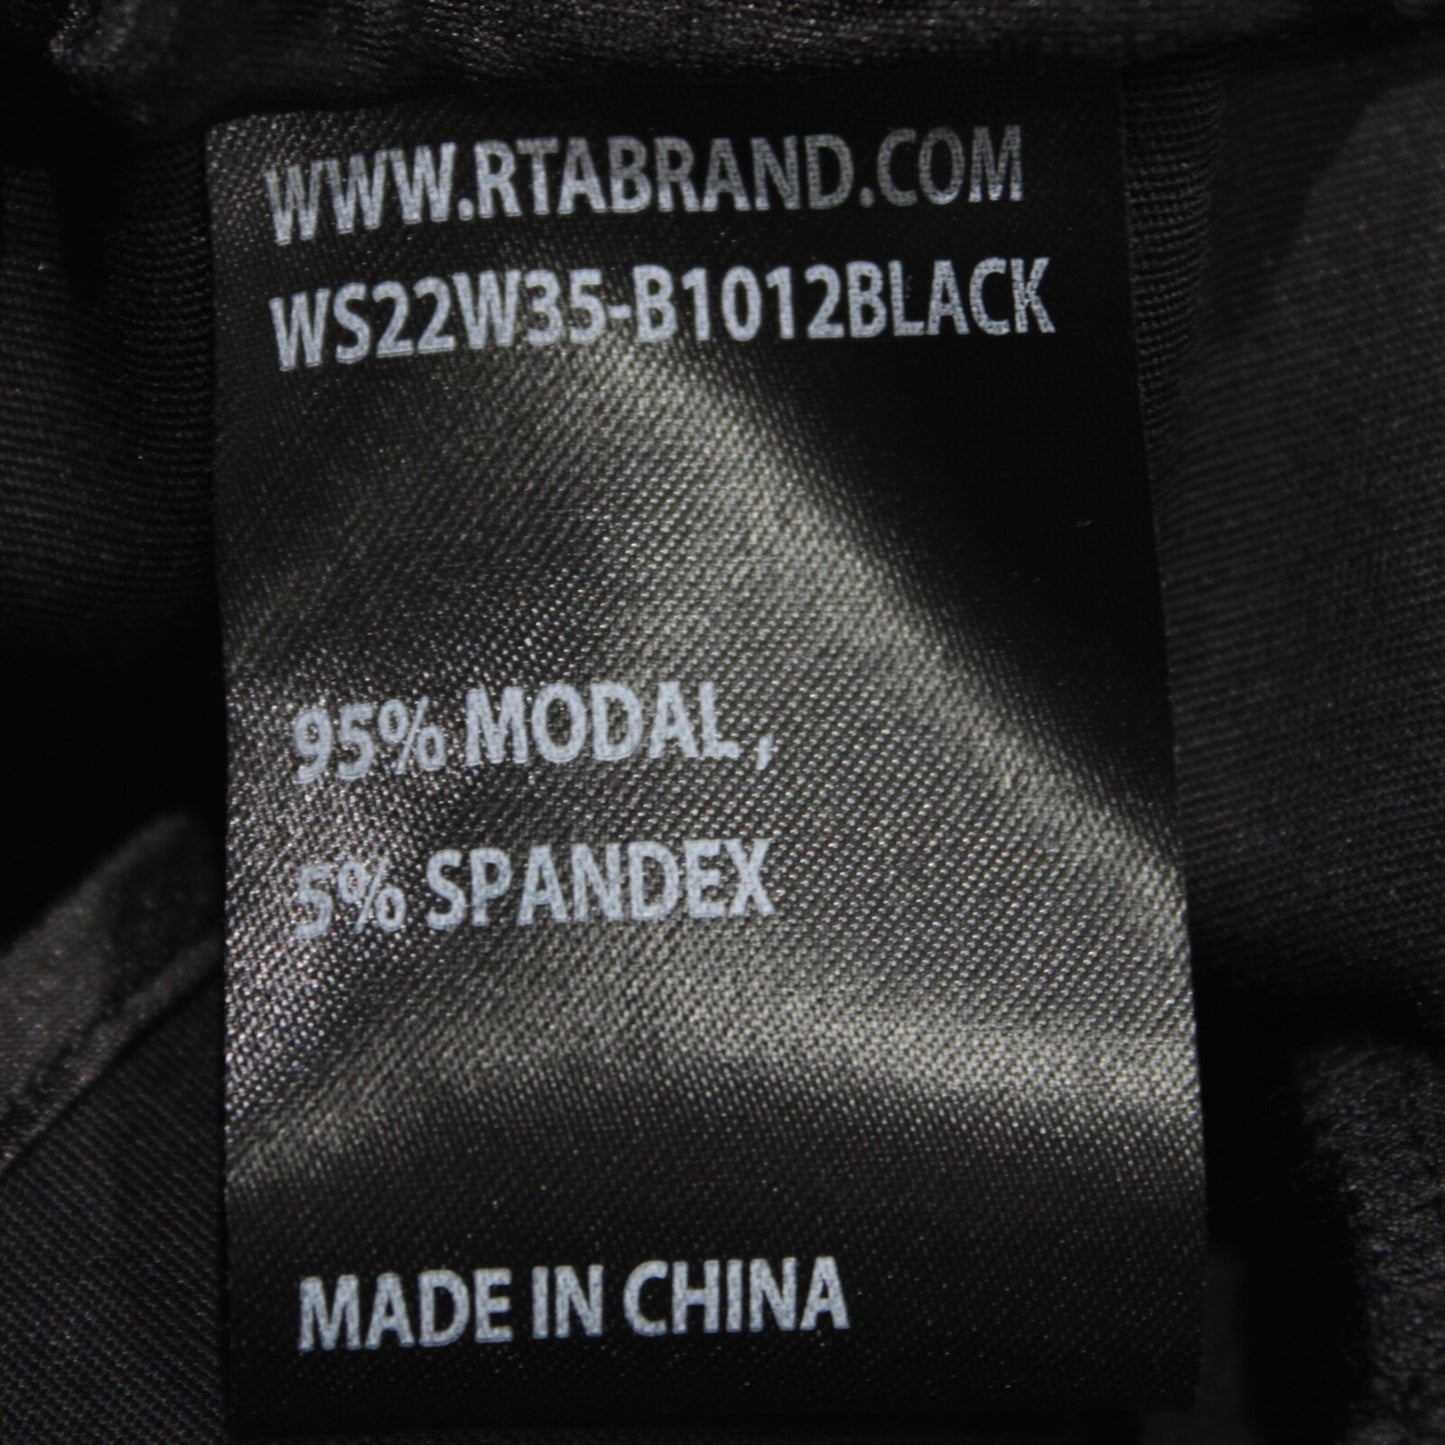 WWW.RTABRAND.COM
WS22W35-B1012BLACK
95% MODAL,
5% SPANDEX
MADE IN CHINA